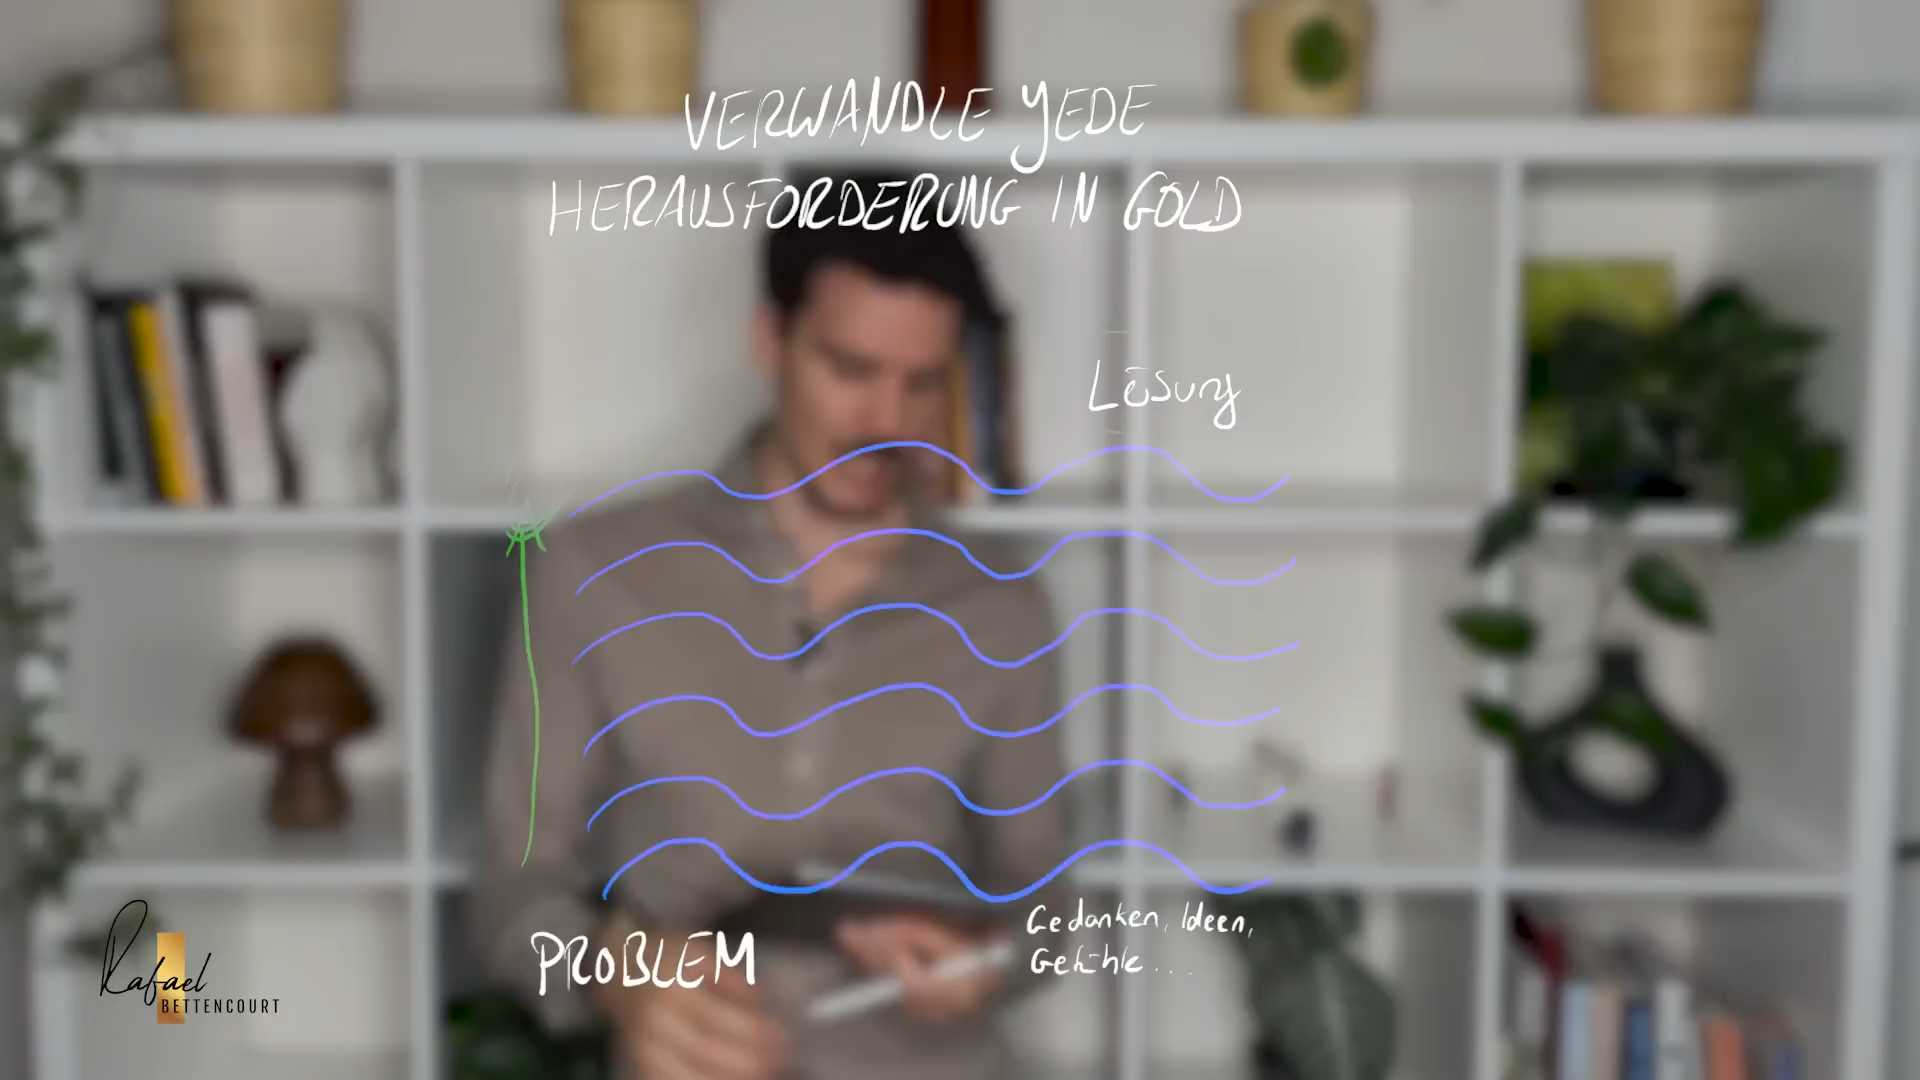 VERWANDLE JEDE
HERAUSFORDERUNG IN GOLD
Lösung
PROBLEM
Gedanken, Ideen,
Gefühle...
Rafael
BETTENCOURT